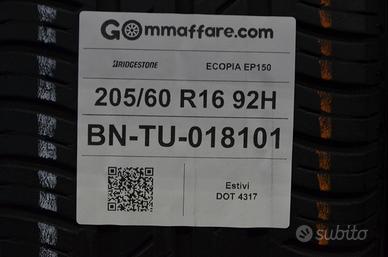 GOmmaffare.com
BRIDGESTONE ECOPIA EP150
205/60 R16 92H
BN-TU-018101
Estivi
DOT 4317
subito